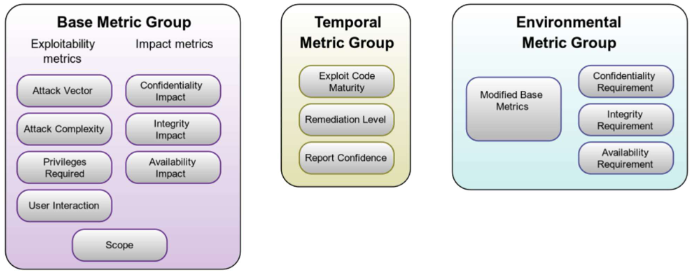 Base Metric Group
Exploitability
metrics
Impact metrics
Attack Vector
Attack Complexity
Privileges
Required
User Interaction
Confidentiality
Impact
Integrity
Impact
Availability
Impact
Scope
Temporal
Metric Group
Exploit Code
Maturity
Remediation Level
Report Confidence
Environmental
Metric Group
Modified Base
Metrics
Confidentiality
Requirement
Integrity
Requirement
Availability
Requirement